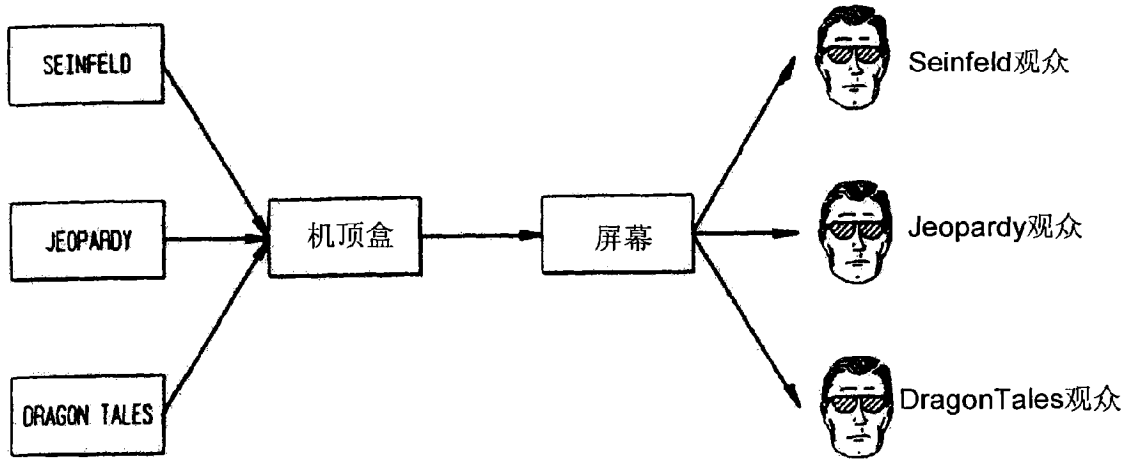 SEINFELD
Seinfeld观众
JEOPARDY
机顶盒
屏幕
Jeopardy观众
DRAGON TALES
DragonTales观众